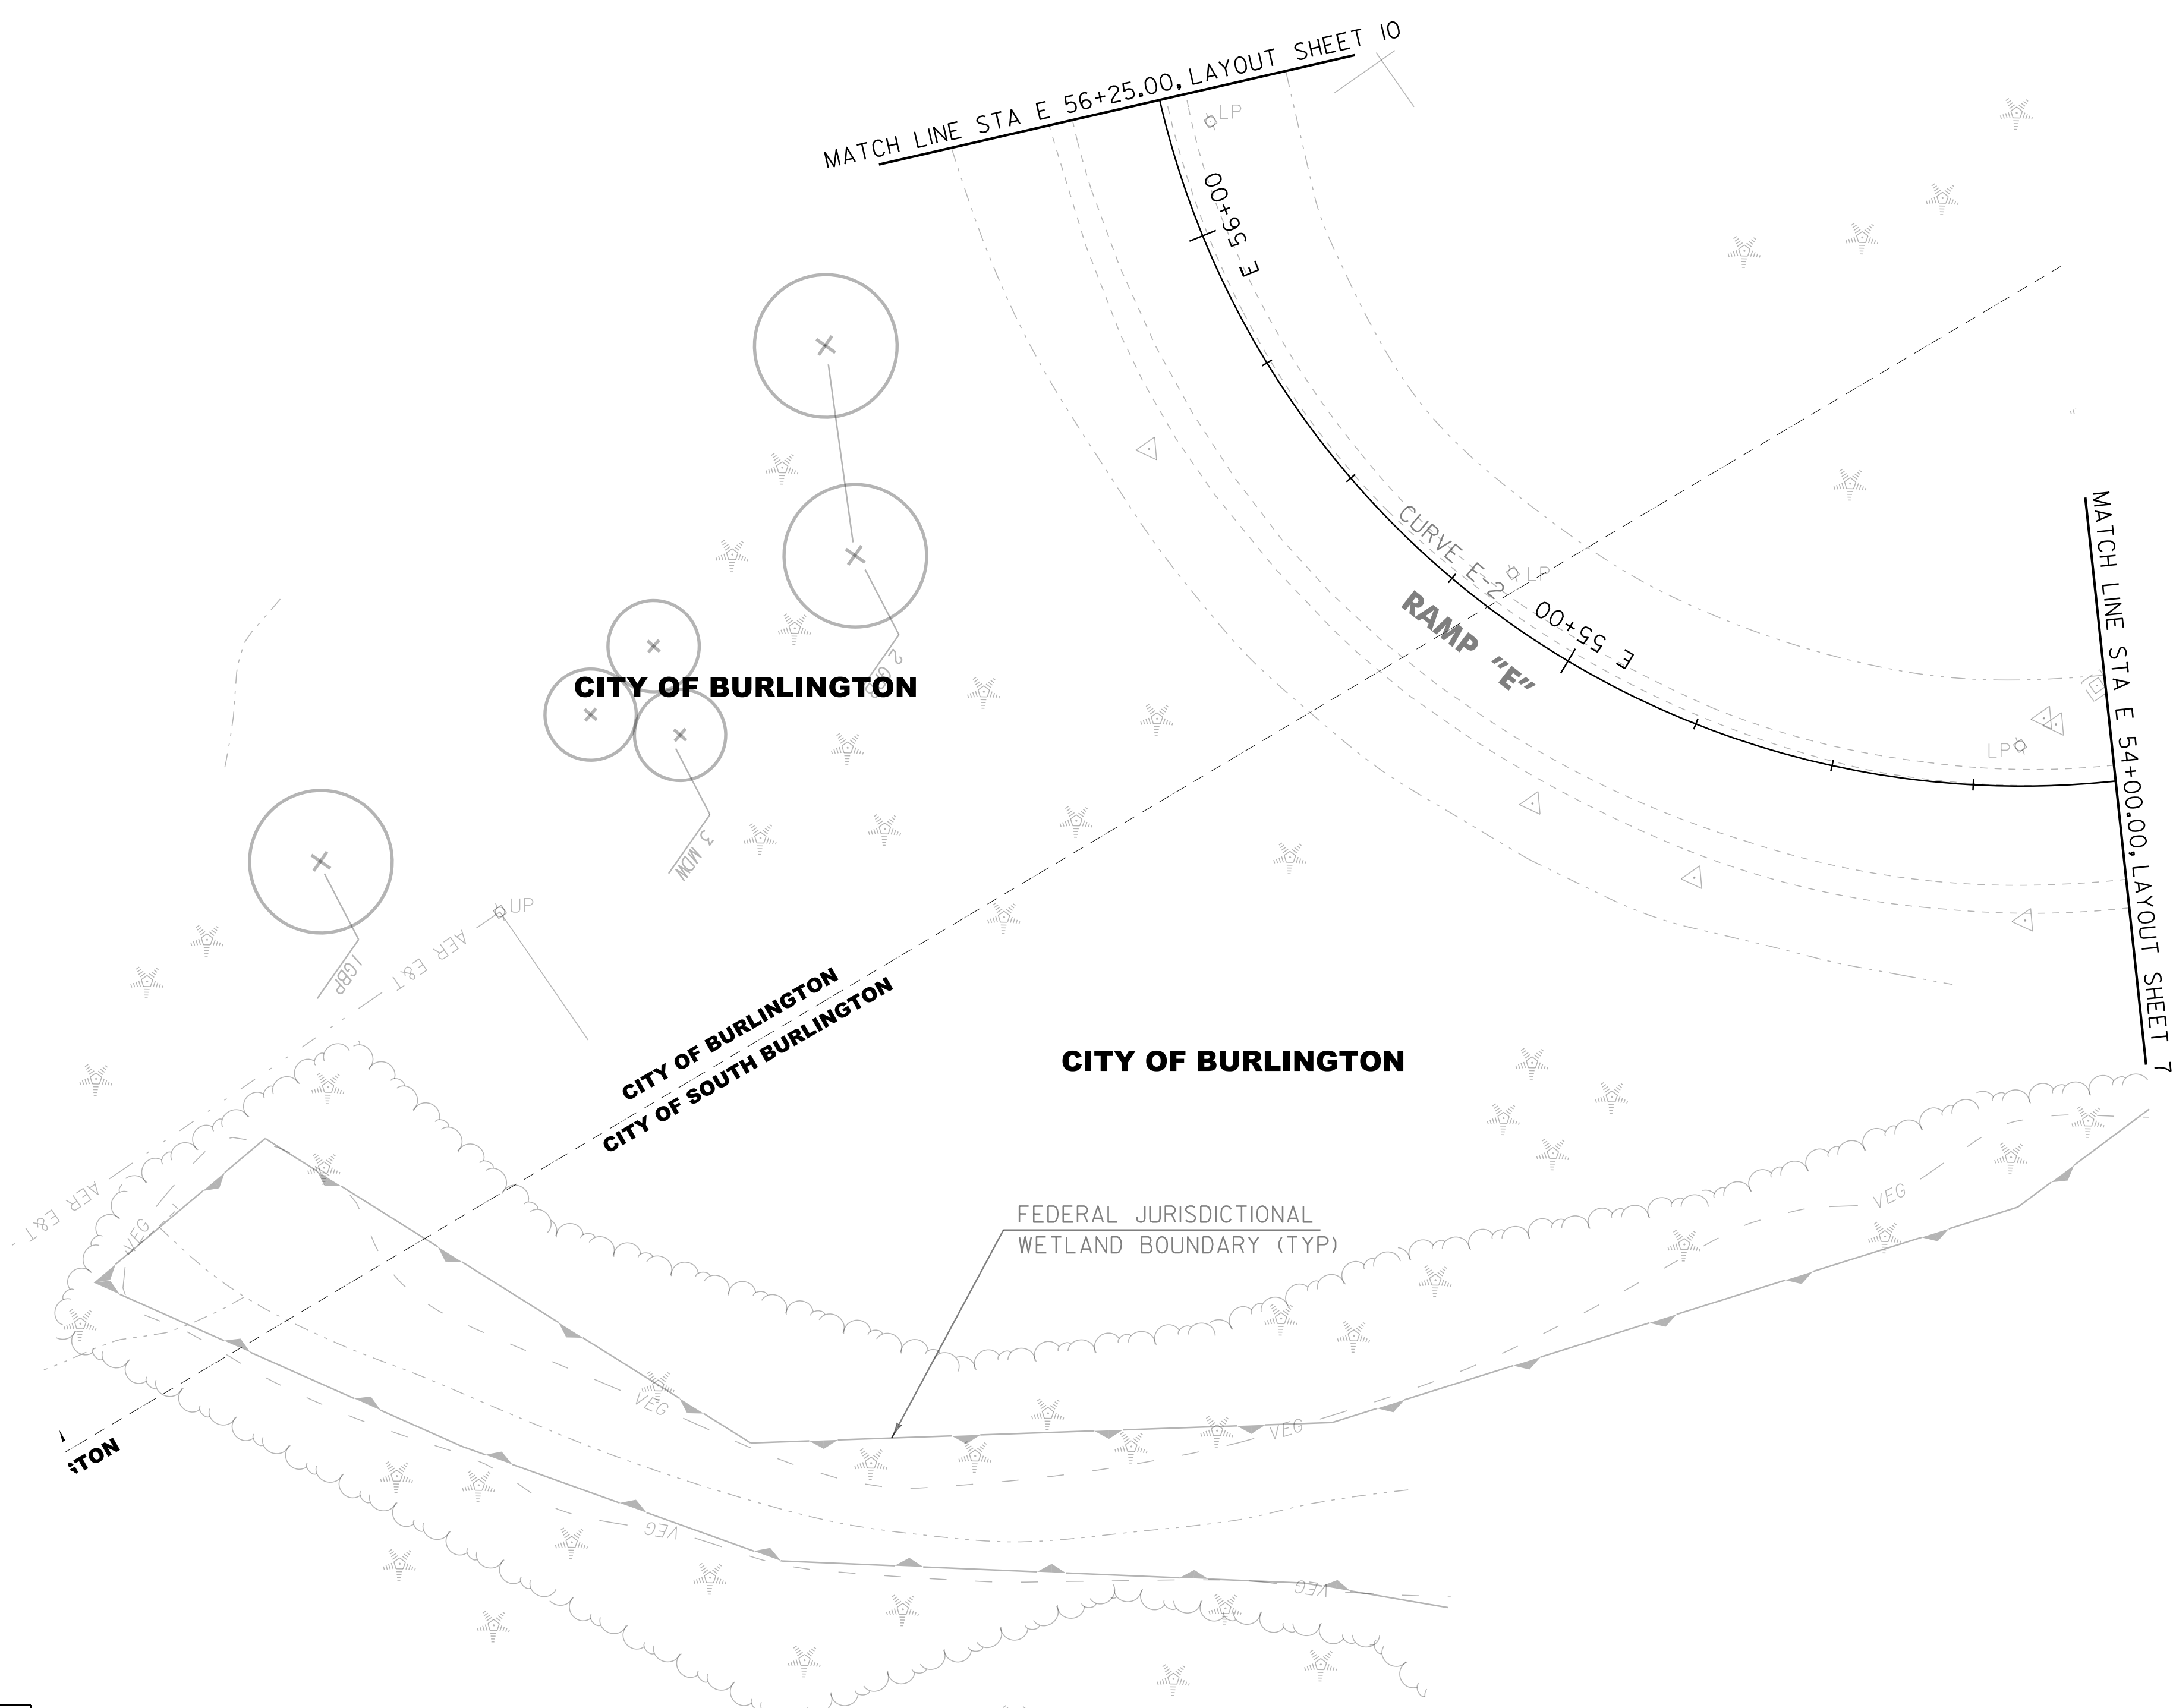 MATCH LINE STA E 56+25.00, LAYOUT SHEET 10
LP
E 56+00
CURVE E-2
LP
E 55+00
RAMP "E"
MATCH LINE STA E 54+00.00, LAYOUT SHEET 7
LP
2 GBP
CITY OF BURLINGTON
3 MDW
1 GBP
UP
AER E&T
CITY OF BURLINGTON
CITY OF SOUTH BURLINGTON
CITY OF BURLINGTON
AER E&T
VEG
FEDERAL JURISDICTIONAL
WETLAND BOUNDARY (TYP)
VEG
VEG
VEG
TON
VEG
VEG